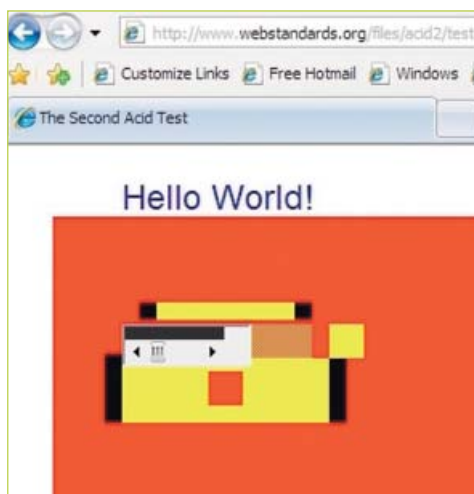 http://www.webstandards.org/files/acid2/test
Customize Links Free Hotmail Windows
The Second Acid Test
Hello World!